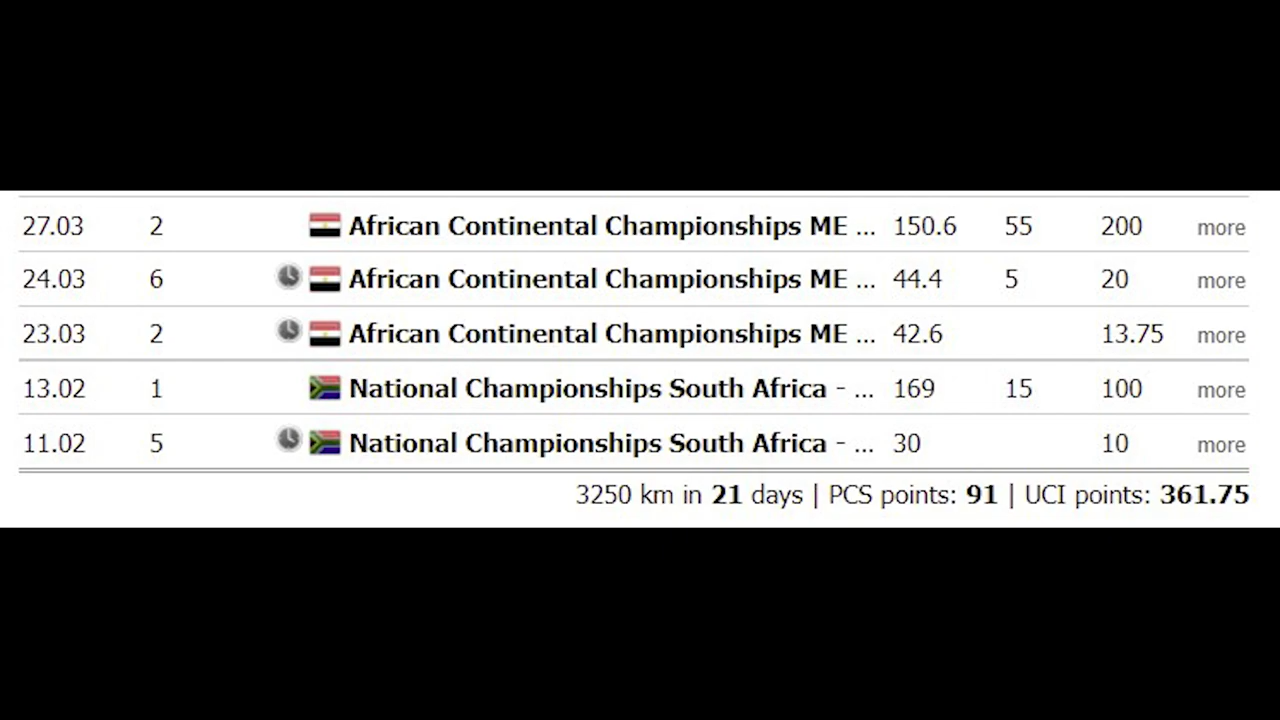 27.03 2 African Continental Championships ME ... 150.6 55 200 more
24.03 6 African Continental Championships ME ... 44.4 5 20 more
23.03 2 African Continental Championships ME ... 42.6 13.75 more
13.02 1 National Championships South Africa - ... 169 15 100 more
11.02 5 National Championships South Africa - ... 30 10 more
3250 km in 21 days | PCS points: 91 | UCI points: 361.75